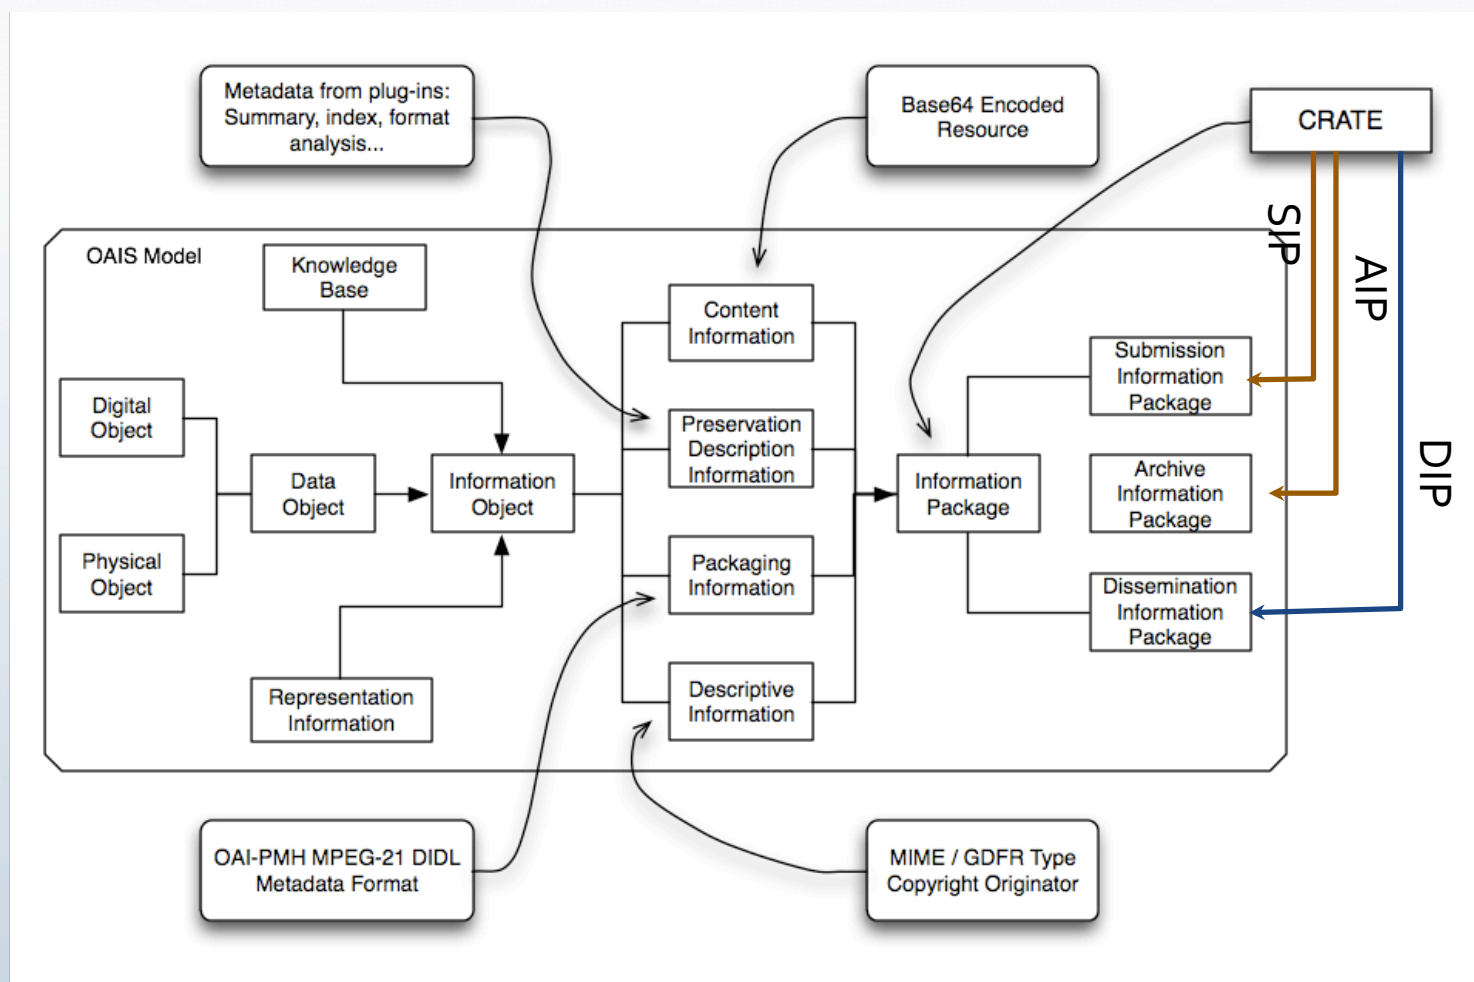 Metadata from plug-ins:
Summary, index, format
analysis...
Base64 Encoded
Resource
CRATE
SIP
AIP
DIP
OAIS Model
Knowledge
Base
Content
Information
Submission
Information
Package
Digital
Object
Preservation
Description
Information
Data
Object
Information
Object
Information
Package
Archive
Information
Package
Physical
Object
Packaging
Information
Dissemination
Information
Package
Representation
Information
Descriptive
Information
OAI-PMH MPEG-21 DIDL
Metadata Format
MIME / GDFR Type
Copyright Originator